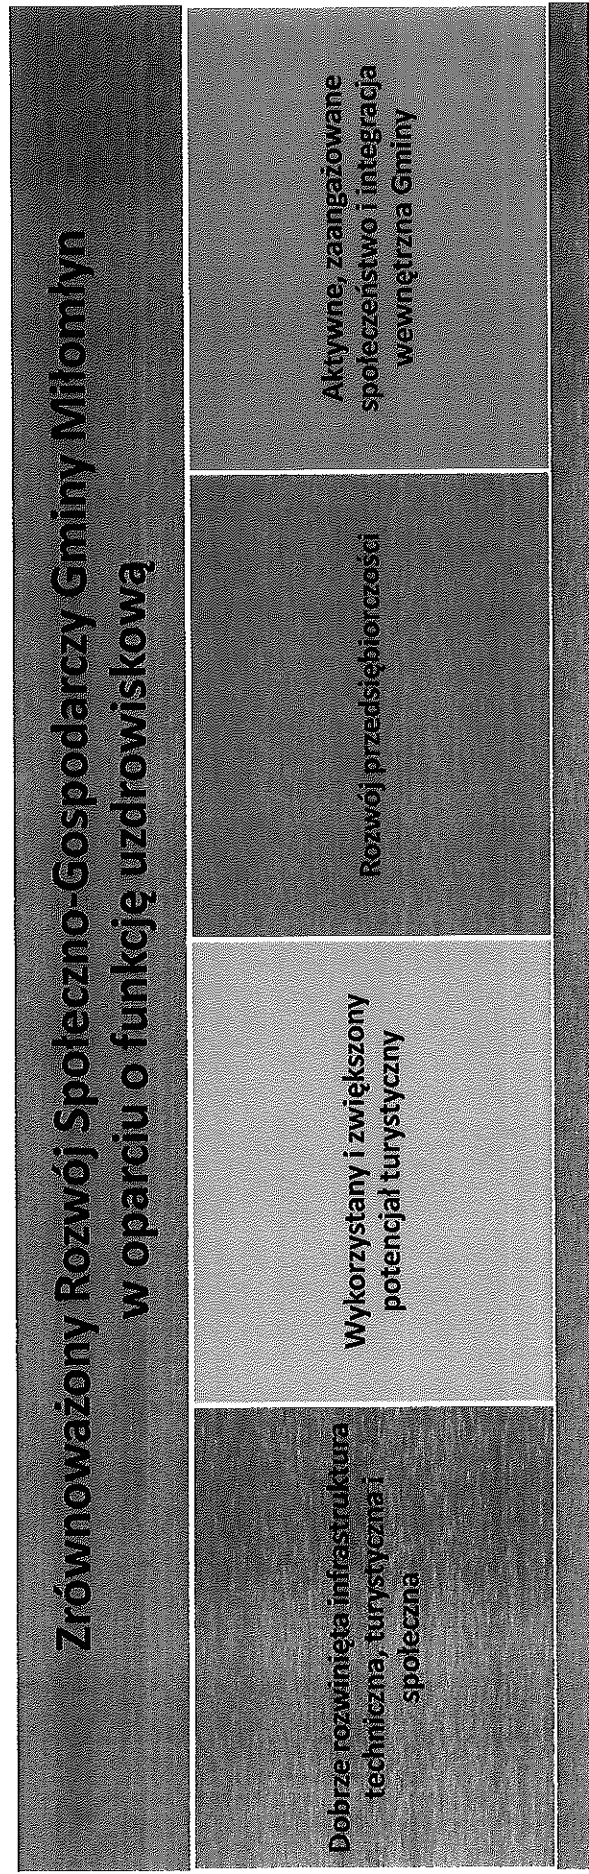 Zrównoważony Rozwój Społeczno-Gospodarczy Gminy Miłomłyn
w oparciu o funkcję uzdrowiskową
Dobrze rozwinięta infrastruktura
techniczna, turystyczna i
społeczna
Wykorzystany i zwiększony
potencjał turystyczny
Rozwój przedsiębiorczości
Aktywne, zaangażowane
społeczeństwo i integracja
wewnętrzna Gminy